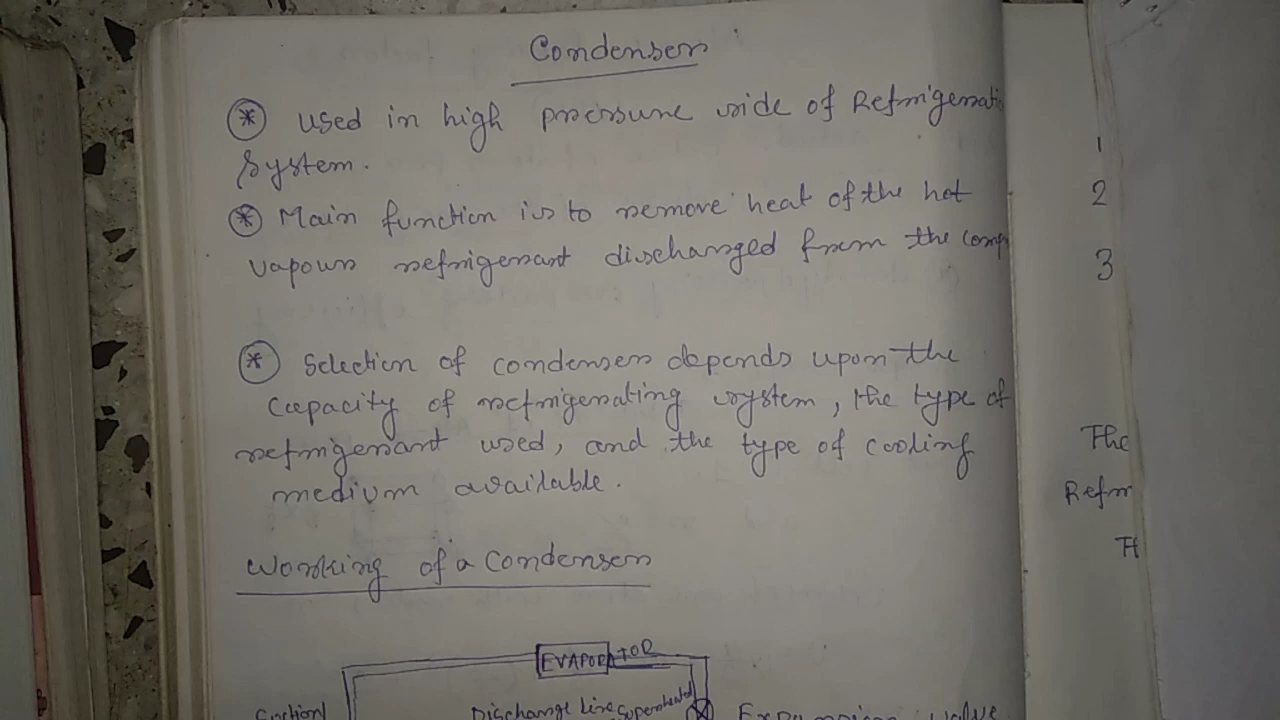 Condenser
* used in high pressure side of Refrigerati
System.
* Main function is to remove heat of the hot
vapour refrigerant discharged from the comp
* Selection of condenser depends upon the
capacity of refrigerating system, the type of
refrigerant used, and the type of cooling
medium available.
Working of a Condenser
EVAPORATOR
Suction
Discharge line superheated
Expansion valve
1
2
3
The
Refr
Th